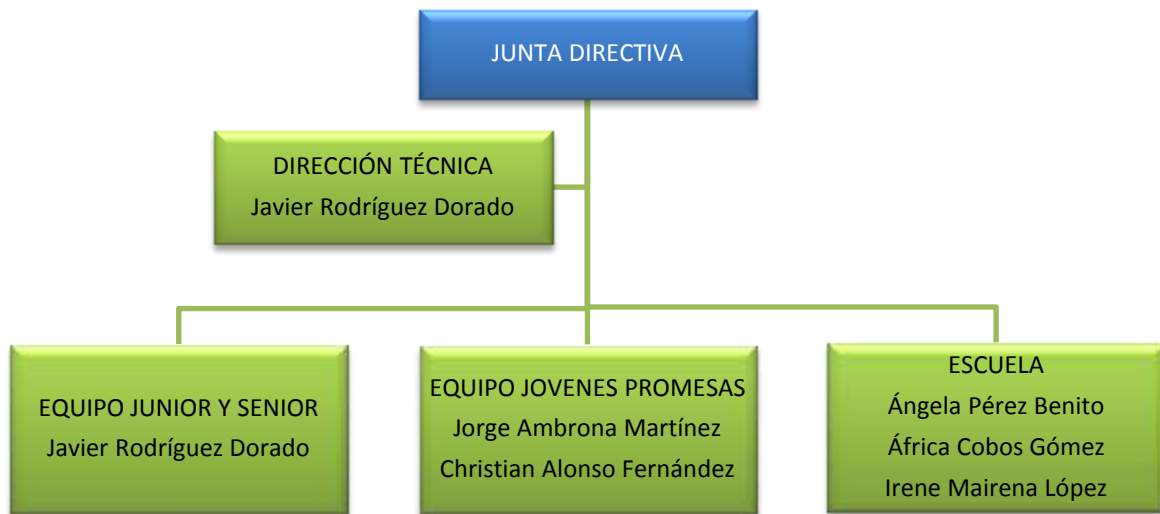 JUNTA DIRECTIVA
DIRECCIÓN TÉCNICA
Javier Rodríguez Dorado
EQUIPO JUNIOR Y SENIOR
Javier Rodríguez Dorado
EQUIPO JOVENES PROMESAS
Jorge Ambrona Martínez
Christian Alonso Fernández
ESCUELA
Ángela Pérez Benito
África Cobos Gómez
Irene Mairena López